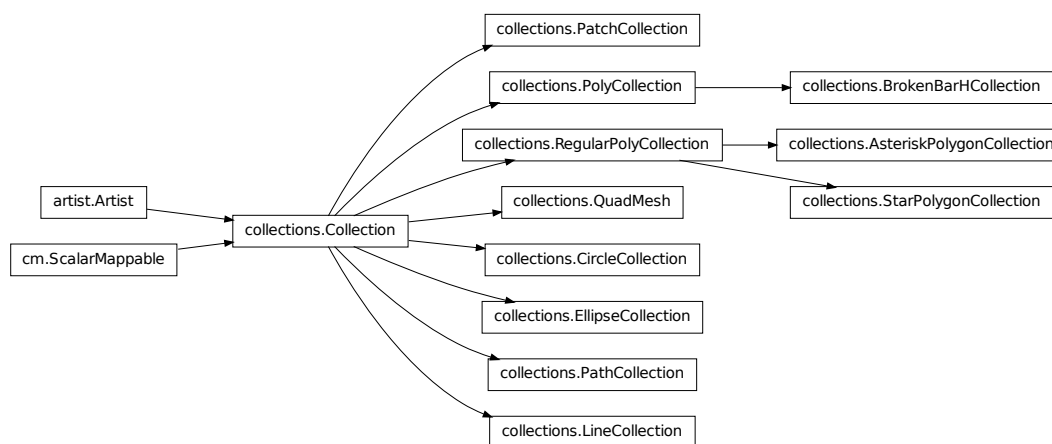 collections.PatchCollection
collections.PolyCollection
collections.BrokenBarHCollection
collections.RegularPolyCollection
collections.AsteriskPolygonCollection
artist.Artist
collections.QuadMesh
collections.StarPolygonCollection
collections.Collection
cm.ScalarMappable
collections.CircleCollection
collections.EllipseCollection
collections.PathCollection
collections.LineCollection